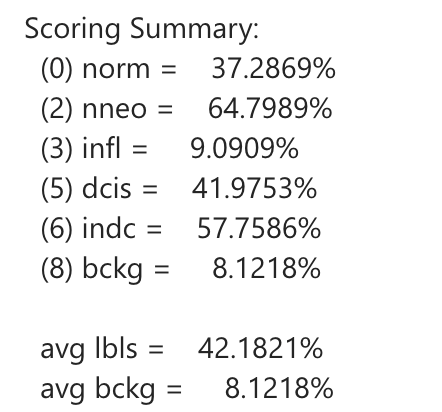 Scoring Summary:
(0) norm = 37.2869%
(2) nneo = 64.7989%
(3) infl = 9.0909%
(5) dcis = 41.9753%
(6) indc = 57.7586%
(8) bckg = 8.1218%
avg lbls = 42.1821%
avg bckg = 8.1218%